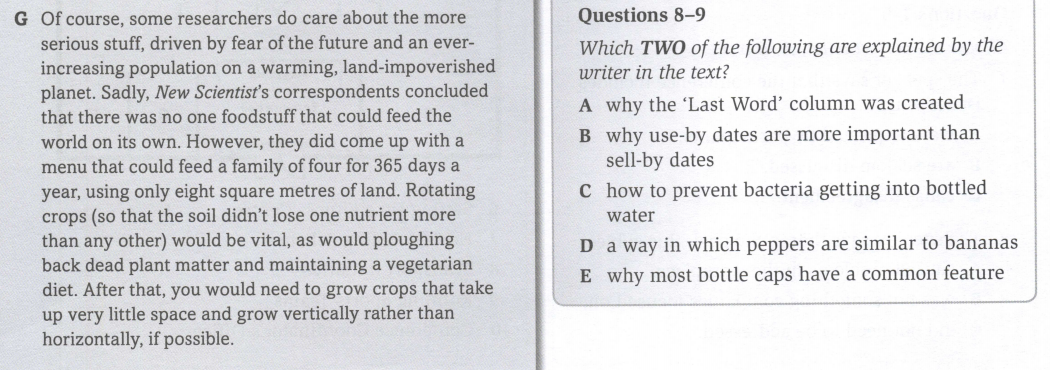 G Of course, some researchers do care about the more
serious stuff, driven by fear of the future and an ever-
increasing population on a warming, land-impoverished
planet. Sadly, New Scientist's correspondents concluded
that there was no one foodstuff that could feed the
world on its own. However, they did come up with a
menu that could feed a family of four for 365 days a
year, using only eight square metres of land. Rotating
crops (so that the soil didn't lose one nutrient more
than any other) would be vital, as would ploughing
back dead plant matter and maintaining a vegetarian
diet. After that, you would need to grow crops that take
up very little space and grow vertically rather than
horizontally, if possible.
Questions 8–9
Which TWO of the following are explained by the
writer in the text?
A why the 'Last Word' column was created
B why use-by dates are more important than
sell-by dates
C how to prevent bacteria getting into bottled
water
D a way in which peppers are similar to bananas
E why most bottle caps have a common feature